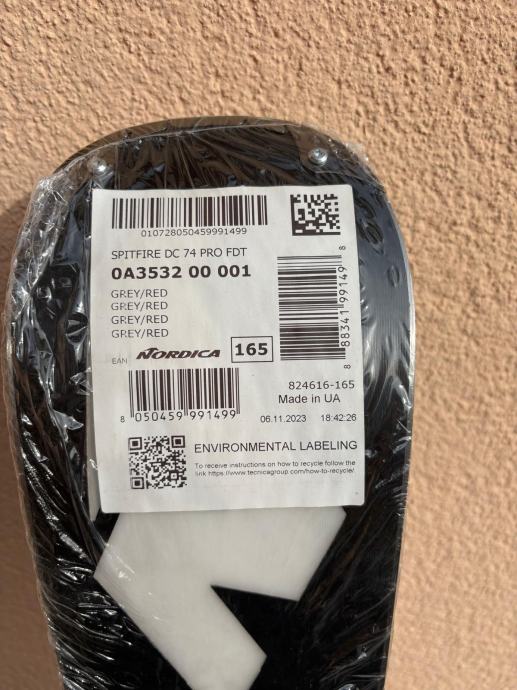 010728050459991499
SPITFIRE DC 74 PRO FDT
0A3532 00 001
GREY/RED
GREY/RED
GREY/RED
GREY/RED
EAN NORDICA 165
8 88341 99149 8
824616-165
Made in UA
8 050459 991499
06.11.2023 18:42:26
ENVIRONMENTAL LABELING
To receive instructions on how to recycle follow the
link https://www.tecnicagroup.com/how-to-recycle/